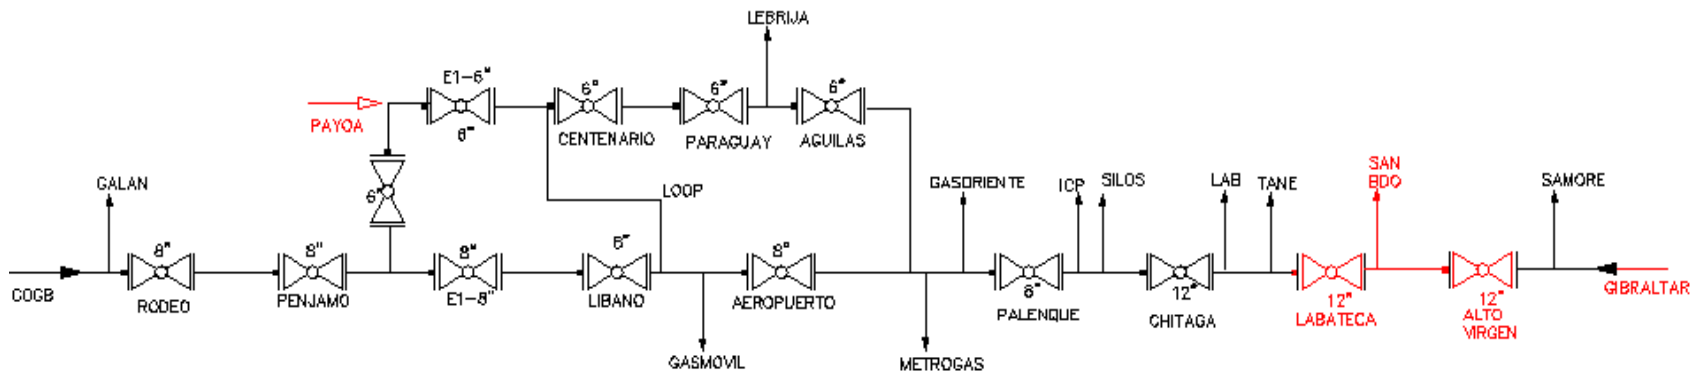 LEBRIJA
E1-6"
6"
6"
6"
PAYOA
6"
CENTENARIO
PARAGUAY
AGUILAS
GALAN
6"
LOOP
GASORIENTE
ICP
SILOS
LAB
TANE
SAN
BDO
SAMORE
8"
8"
8"
6"
8"
COGB
RODEO
PENJAMO
E1-8"
LIBANO
AEROPUERTO
PALENQUE
12"
CHITAGA
12"
LABATECA
12"
ALTO
VIRGEN
GIBRALTAR
GASMOVIL
METROGAS